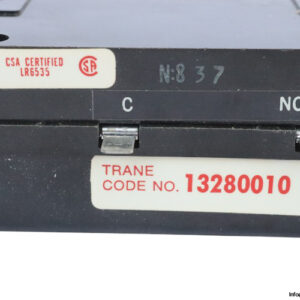 CSA CERTIFIED
LR6535
N:837
C
NO
TRANE
CODE NO. 13280010